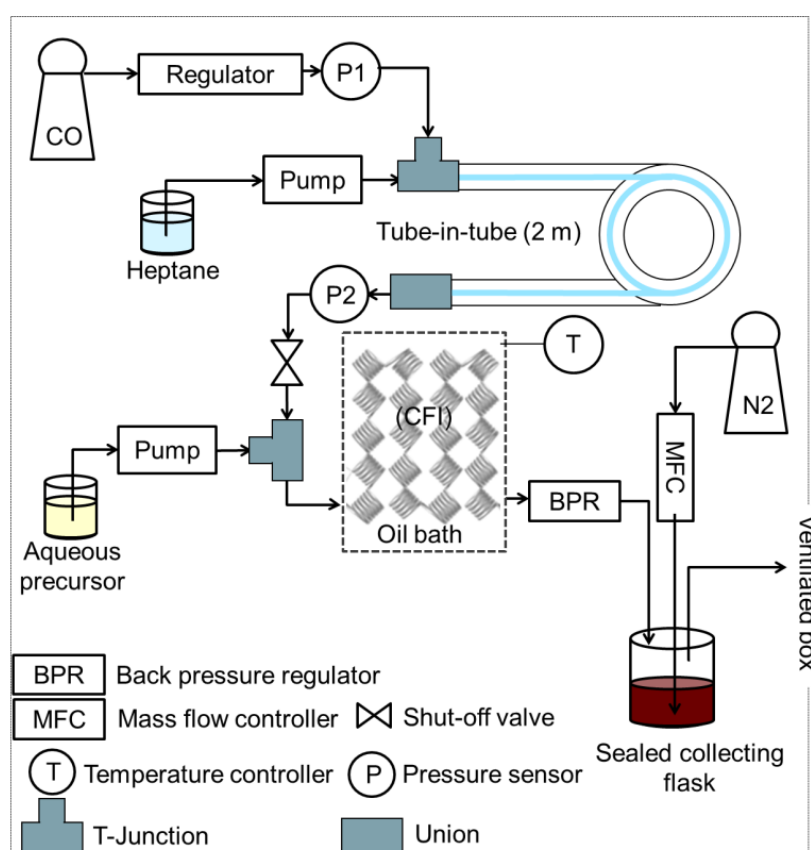 CO
Regulator
P1
Pump
Heptane
Tube-in-tube (2 m)
P2
T
N2
(CFI)
Pump
MFC
BPR
Oil bath
Aqueous
precursor
Ventilated box
BPR Back pressure regulator
MFC Mass flow controller
Shut-off valve
Sealed collecting
flask
T Temperature controller
P Pressure sensor
T-Junction
Union